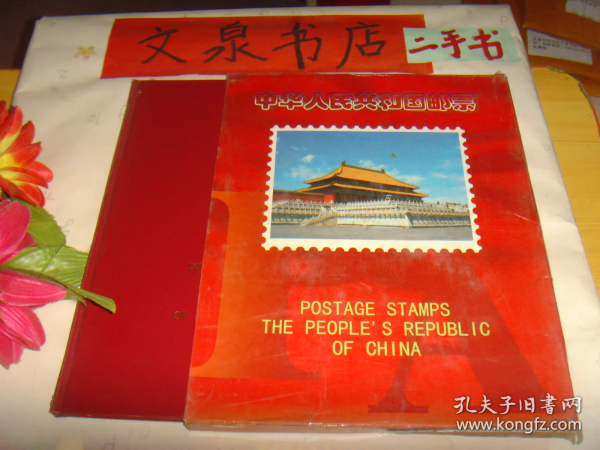 文泉书店
二手书
中华人民共和国邮票
POSTAGE STAMPS
THE PEOPLE'S REPUBLIC
OF CHINA
孔夫子旧书网
www.kongfz.com